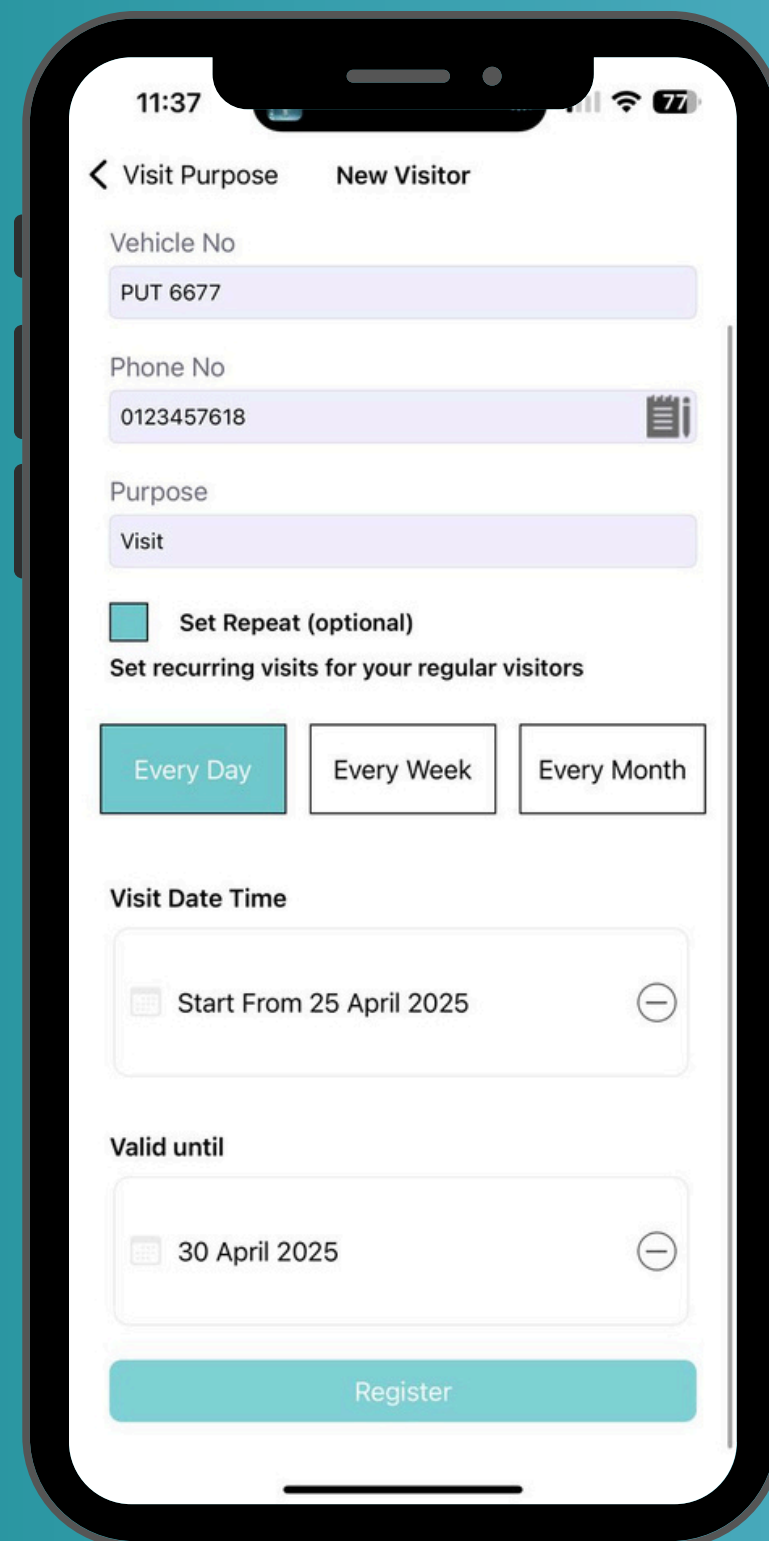 11:37
77
Visit Purpose New Visitor
Vehicle No
PUT 6677
Phone No
0123457618
Purpose
Visit
Set Repeat (optional)
Set recurring visits for your regular visitors
Every Day Every Week Every Month
Visit Date Time
Start From 25 April 2025
Valid until
30 April 2025
Register